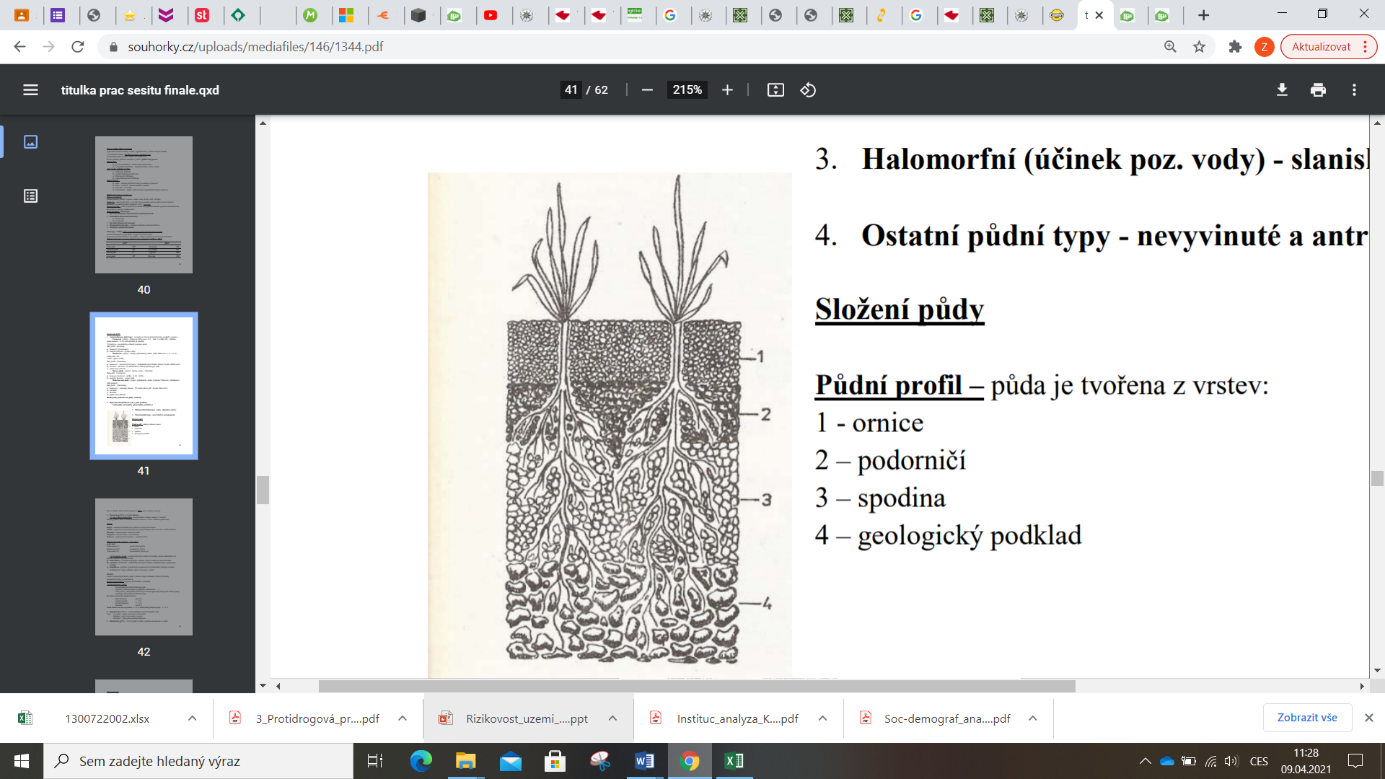 t
souhorky.cz/uploads/mediafiles/146/1344.pdf
Z
Aktualizovat
titulka prac sesitu finale.qxd
41 / 62
215%
40
41
42
3. Halomorfní (účinek poz. vody) - slanis
4. Ostatní půdní typy - nevyvinuté a antr
Složení půdy
Půdní profil – půda je tvořena z vrstev:
1 - ornice
2 – podorničí
3 – spodina
4 – geologický podklad
1
2
3
4
1300722002.xlsx
3_Protidrogová_pr....pdf
Rizikovost_uzemi_....ppt
Instituc_analyza_K....pdf
Soc-demograf_ana....pdf
Zobrazit vše
Sem zadejte hledaný výraz
CES
11:28
09.04.2021